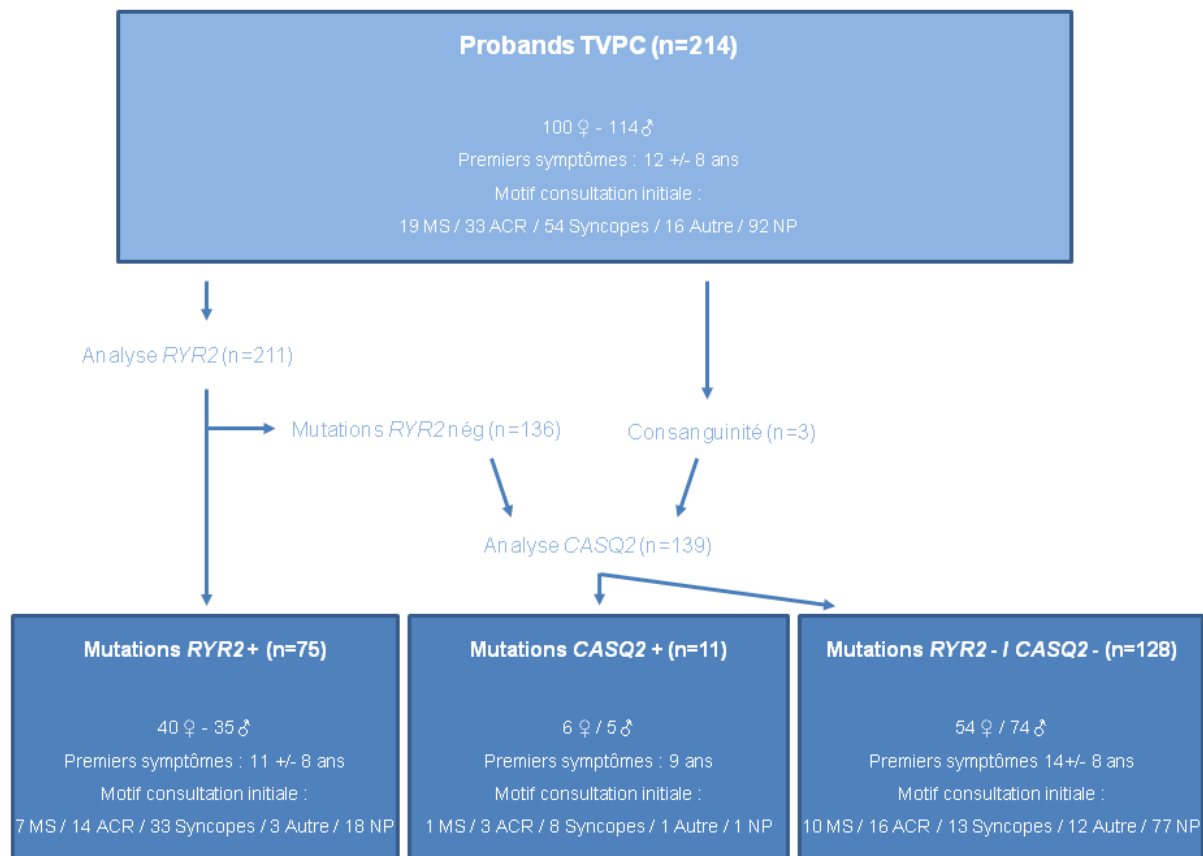 Probands TVPC (n=214)
100 ♀ - 114 ♂
Premiers symptômes : 12 +/- 8 ans
Motif consultation initiale :
19 MS / 33 ACR / 54 Syncopes / 16 Autre / 92 NP
Analyse RYR2 (n=211)
Mutations RYR2 nég (n=136)
Consanguinité (n=3)
Analyse CASQ2 (n=139)
Mutations RYR2 + (n=75)
40 ♀ - 35 ♂
Premiers symptômes : 11 +/- 8 ans
Motif consultation initiale :
7 MS / 14 ACR / 33 Syncopes / 3 Autre / 18 NP
Mutations CASQ2 + (n=11)
6 ♀ / 5 ♂
Premiers symptômes : 9 ans
Motif consultation initiale :
1 MS / 3 ACR / 8 Syncopes / 1 Autre / 1 NP
Mutations RYR2 - / CASQ2 - (n=128)
54 ♀ / 74 ♂
Premiers symptômes 14+/- 8 ans
Motif consultation initiale :
10 MS / 16 ACR / 13 Syncopes / 12 Autre / 77 NP